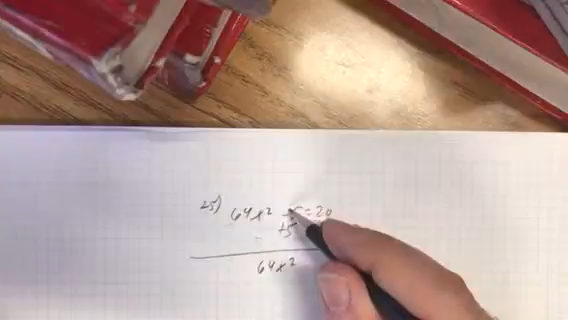 25) 64x² -5 = 20
+5
64x²